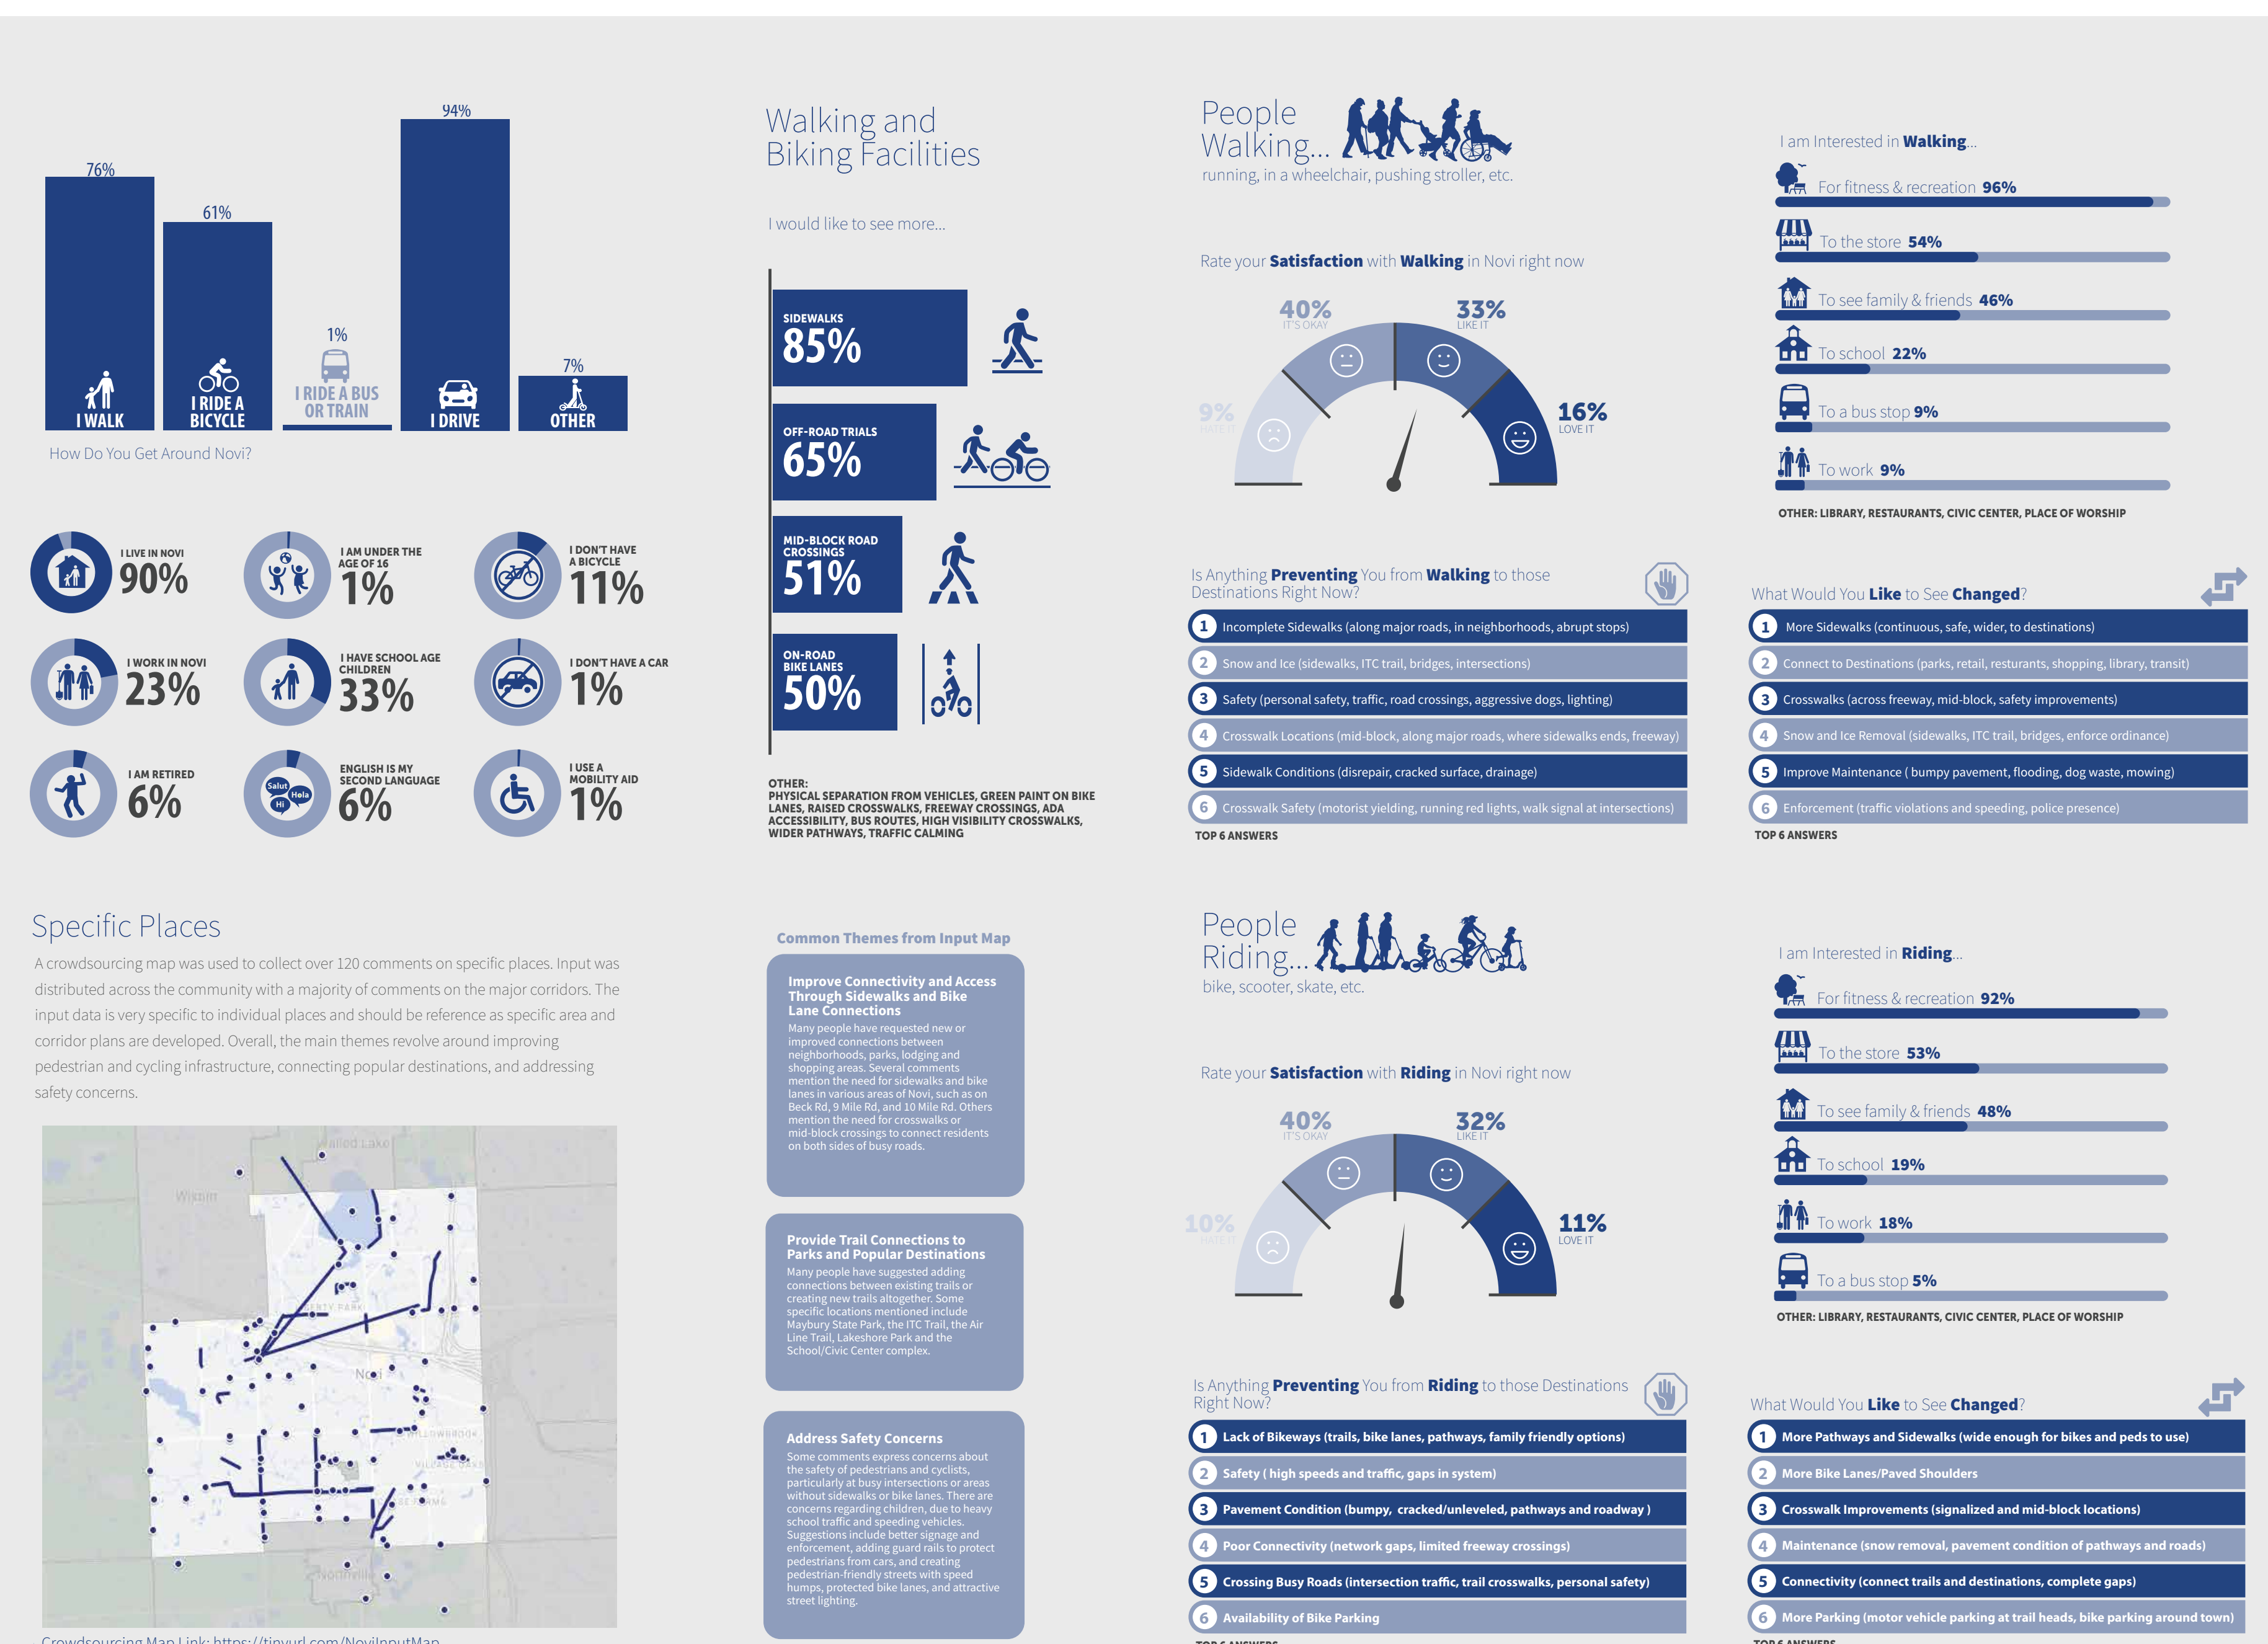 76%
61%
1%
94%
7%
I WALK
I RIDE A
BICYCLE
I RIDE A BUS
OR TRAIN
I DRIVE
OTHER
How Do You Get Around Novi?
I LIVE IN NOVI
90%
I AM UNDER THE
AGE OF 16
1%
I DON'T HAVE
A BICYCLE
11%
I WORK IN NOVI
23%
I HAVE SCHOOL AGE
CHILDREN
33%
I DON'T HAVE A CAR
1%
I AM RETIRED
6%
Salut
Hola
Hi
ENGLISH IS MY
SECOND LANGUAGE
6%
I USE A
MOBILITY AID
1%
Walking and
Biking Facilities
I would like to see more...
SIDEWALKS
85%
OFF-ROAD TRIALS
65%
MID-BLOCK ROAD
CROSSINGS
51%
ON-ROAD
BIKE LANES
50%
OTHER:
PHYSICAL SEPARATION FROM VEHICLES, GREEN PAINT ON BIKE
LANES, RAISED CROSSWALKS, FREEWAY CROSSINGS, ADA
ACCESSIBILITY, BUS ROUTES, HIGH VISIBILITY CROSSWALKS,
WIDER PATHWAYS, TRAFFIC CALMING
People
Walking...
running, in a wheelchair, pushing stroller, etc.
Rate your Satisfaction with Walking in Novi right now
40%
IT'S OKAY
33%
LIKE IT
9%
HATE IT
16%
LOVE IT
Is Anything Preventing You from Walking to those
Destinations Right Now?
1 Incomplete Sidewalks (along major roads, in neighborhoods, abrupt stops)
2 Snow and Ice (sidewalks, ITC trail, bridges, intersections)
3 Safety (personal safety, traffic, road crossings, aggressive dogs, lighting)
4 Crosswalk Locations (mid-block, along major roads, where sidewalks ends, freeway)
5 Sidewalk Conditions (disrepair, cracked surface, drainage)
6 Crosswalk Safety (motorist yielding, running red lights, walk signal at intersections)
TOP 6 ANSWERS
I am Interested in Walking...
For fitness & recreation 96%
To the store 54%
To see family & friends 46%
To school 22%
To a bus stop 9%
To work 9%
OTHER: LIBRARY, RESTAURANTS, CIVIC CENTER, PLACE OF WORSHIP
What Would You Like to See Changed?
1 More Sidewalks (continuous, safe, wider, to destinations)
2 Connect to Destinations (parks, retail, resturants, shopping, library, transit)
3 Crosswalks (across freeway, mid-block, safety improvements)
4 Snow and Ice Removal (sidewalks, ITC trail, bridges, enforce ordinance)
5 Improve Maintenance ( bumpy pavement, flooding, dog waste, mowing)
6 Enforcement (traffic violations and speeding, police presence)
TOP 6 ANSWERS
Specific Places
A crowdsourcing map was used to collect over 120 comments on specific places. Input was
distributed across the community with a majority of comments on the major corridors. The
input data is very specific to individual places and should be reference as specific area and
corridor plans are developed. Overall, the main themes revolve around improving
pedestrian and cycling infrastructure, connecting popular destinations, and addressing
safety concerns.
Walled Lake
Wixom
Novi
WILLOWBROOK
VILLAGE OAKS
Northville
Crowdsourcing Map Link: https://tinyurl.com/NoviInputMap
Common Themes from Input Map
Improve Connectivity and Access
Through Sidewalks and Bike
Lane Connections
Many people have requested new or
improved connections between
neighborhoods, parks, lodging and
shopping areas. Several comments
mention the need for sidewalks and bike
lanes in various areas of Novi, such as on
Beck Rd, 9 Mile Rd, and 10 Mile Rd. Others
mention the need for crosswalks or
mid-block crossings to connect residents
on both sides of busy roads.
Provide Trail Connections to
Parks and Popular Destinations
Many people have suggested adding
connections between existing trails or
creating new trails altogether. Some
specific locations mentioned include
Maybury State Park, the ITC Trail, the Air
Line Trail, Lakeshore Park and the
School/Civic Center complex.
Address Safety Concerns
Some comments express concerns about
the safety of pedestrians and cyclists,
particularly at busy intersections or areas
without sidewalks or bike lanes. There are
concerns regarding children, due to heavy
school traffic and speeding vehicles.
Suggestions include better signage and
enforcement, adding guard rails to protect
pedestrians from cars, and creating
pedestrian-friendly streets with speed
humps, protected bike lanes, and attractive
street lighting.
People
Riding...
bike, scooter, skate, etc.
Rate your Satisfaction with Riding in Novi right now
40%
IT'S OKAY
32%
LIKE IT
10%
HATE IT
11%
LOVE IT
Is Anything Preventing You from Riding to those Destinations
Right Now?
1 Lack of Bikeways (trails, bike lanes, pathways, family friendly options)
2 Safety ( high speeds and traffic, gaps in system)
3 Pavement Condition (bumpy, cracked/unleveled, pathways and roadway )
4 Poor Connectivity (network gaps, limited freeway crossings)
5 Crossing Busy Roads (intersection traffic, trail crosswalks, personal safety)
6 Availability of Bike Parking
TOP 6 ANSWERS
I am Interested in Riding...
For fitness & recreation 92%
To the store 53%
To see family & friends 48%
To school 19%
To work 18%
To a bus stop 5%
OTHER: LIBRARY, RESTAURANTS, CIVIC CENTER, PLACE OF WORSHIP
What Would You Like to See Changed?
1 More Pathways and Sidewalks (wide enough for bikes and peds to use)
2 More Bike Lanes/Paved Shoulders
3 Crosswalk Improvements (signalized and mid-block locations)
4 Maintenance (snow removal, pavement condition of pathways and roads)
5 Connectivity (connect trails and destinations, complete gaps)
6 More Parking (motor vehicle parking at trail heads, bike parking around town)
TOP 6 ANSWERS